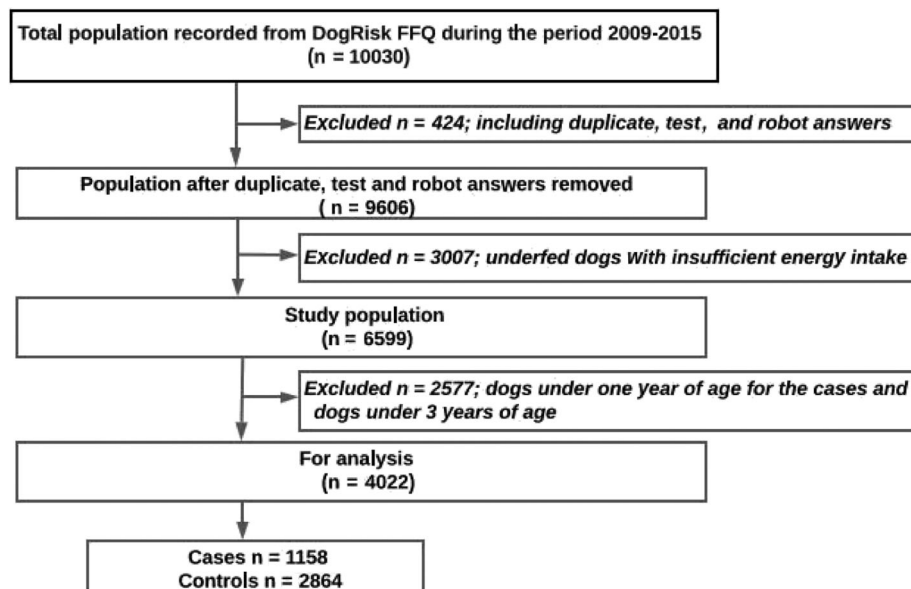 Total population recorded from DogRisk FFQ during the period 2009-2015
(n = 10030)
Excluded n = 424; including duplicate, test, and robot answers
Population after duplicate, test and robot answers removed
( n = 9606)
Excluded n = 3007; underfed dogs with insufficient energy intake
Study population
(n = 6599)
Excluded n = 2577; dogs under one year of age for the cases and
dogs under 3 years of age
For analysis
(n = 4022)
Cases n = 1158
Controls n = 2864